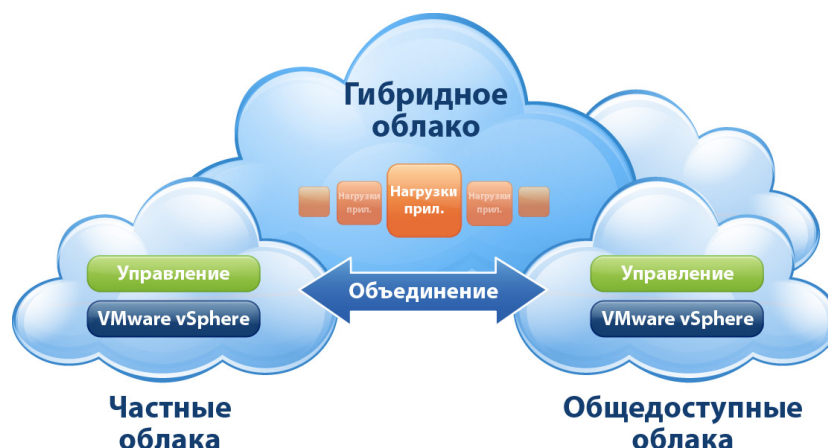 Гибридное
облако
Нагрузки
прил.
Нагрузки
прил.
Нагрузки
прил.
Управление
VMware vSphere
Объединение
Управление
VMware vSphere
Частные
облака
Общедоступные
облака